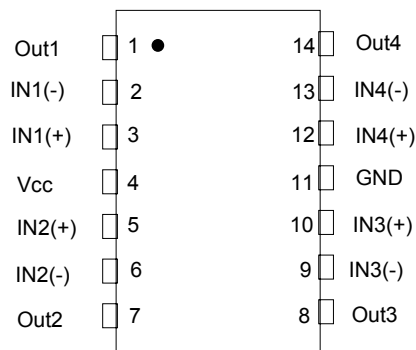 Out1 1 14 Out4
IN1(-) 2 13 IN4(-)
IN1(+) 3 12 IN4(+)
Vcc 4 11 GND
IN2(+) 5 10 IN3(+)
IN2(-) 6 9 IN3(-)
Out2 7 8 Out3